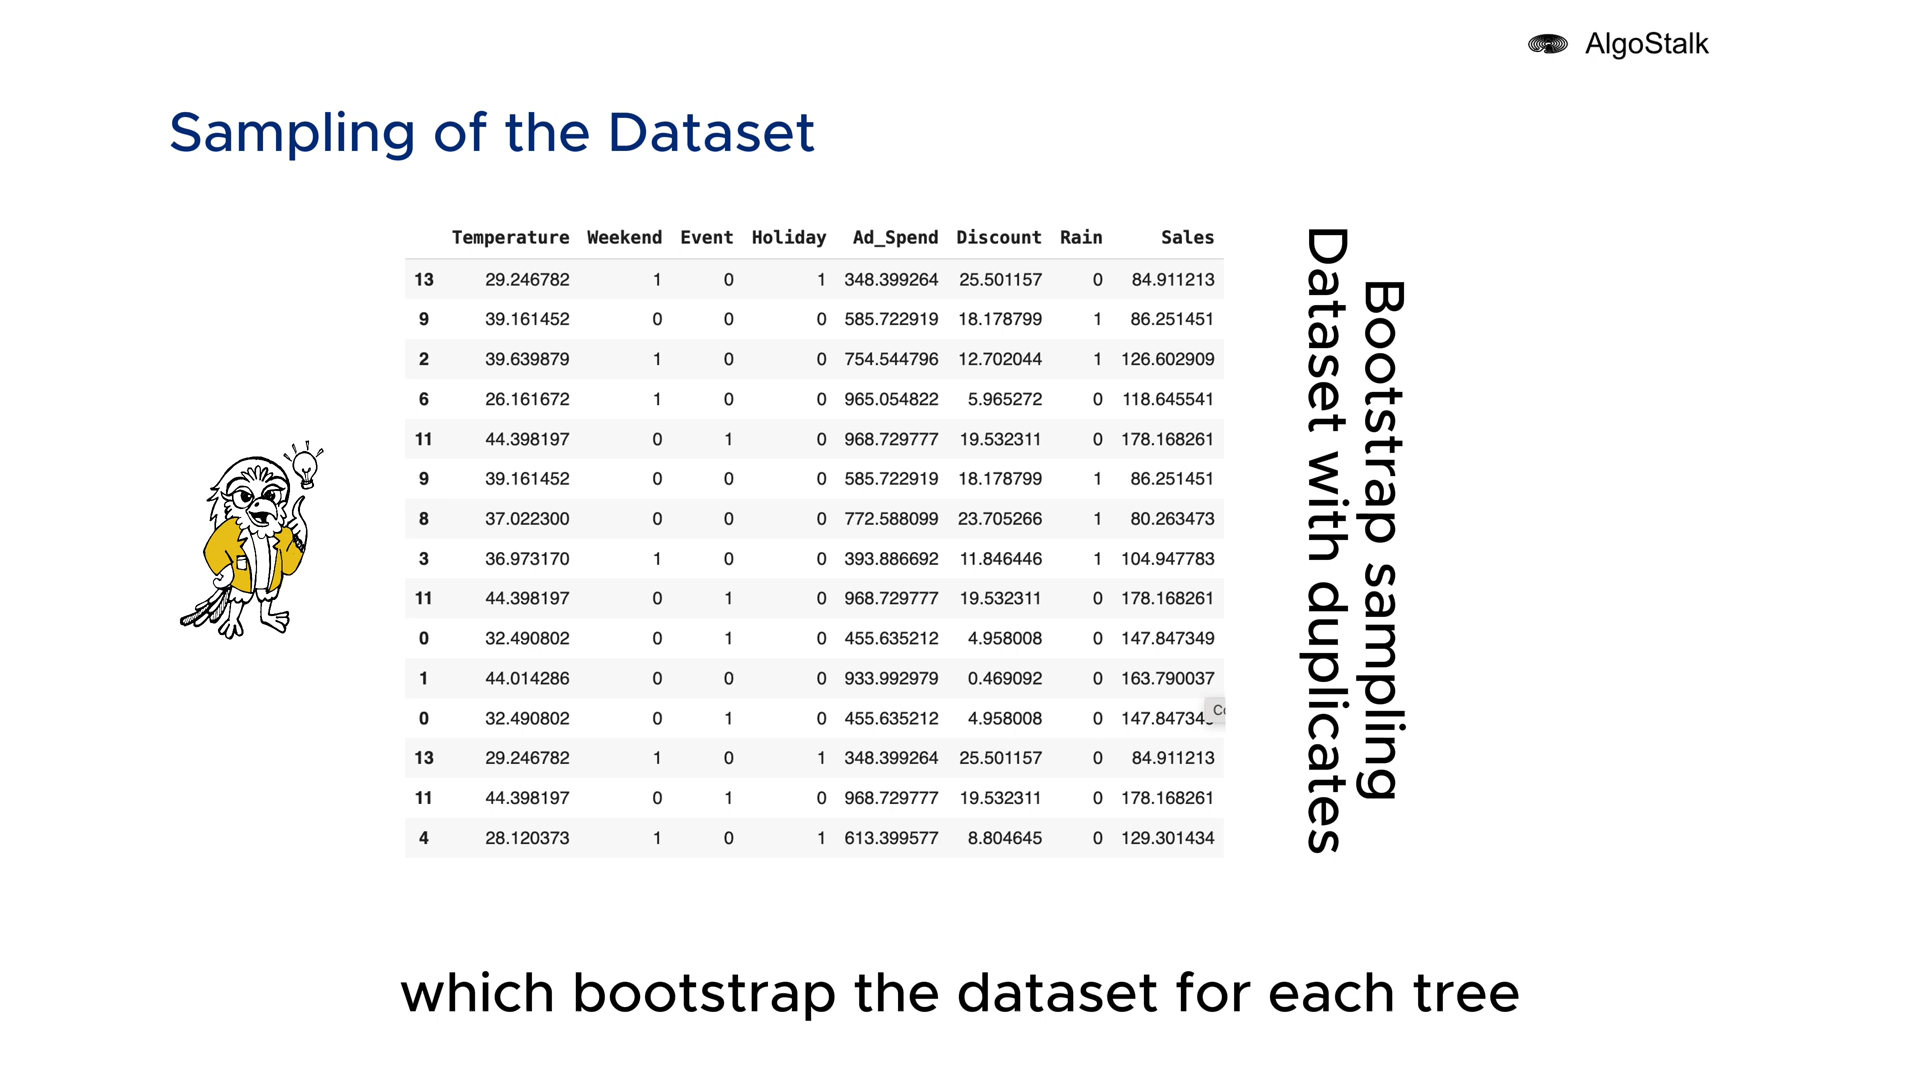 AlgoStalk
Sampling of the Dataset
Temperature Weekend Event Holiday Ad_Spend Discount Rain Sales
13 29.246782 1 0 1 348.399264 25.501157 0 84.911213
9 39.161452 0 0 0 585.722919 18.178799 1 86.251451
2 39.639879 1 0 0 754.544796 12.702044 1 126.602909
6 26.161672 1 0 0 965.054822 5.965272 0 118.645541
11 44.398197 0 1 0 968.729777 19.532311 0 178.168261
9 39.161452 0 0 0 585.722919 18.178799 1 86.251451
8 37.022300 0 0 0 772.588099 23.705266 1 80.263473
3 36.973170 1 0 0 393.886692 11.846446 1 104.947783
11 44.398197 0 1 0 968.729777 19.532311 0 178.168261
0 32.490802 0 1 0 455.635212 4.958008 0 147.847349
1 44.014286 0 0 0 933.992979 0.469092 0 163.790037
0 32.490802 0 1 0 455.635212 4.958008 0 147.847349
13 29.246782 1 0 1 348.399264 25.501157 0 84.911213
11 44.398197 0 1 0 968.729777 19.532311 0 178.168261
4 28.120373 1 0 1 613.399577 8.804645 0 129.301434
Bootstrap sampling
Dataset with duplicates
which bootstrap the dataset for each tree